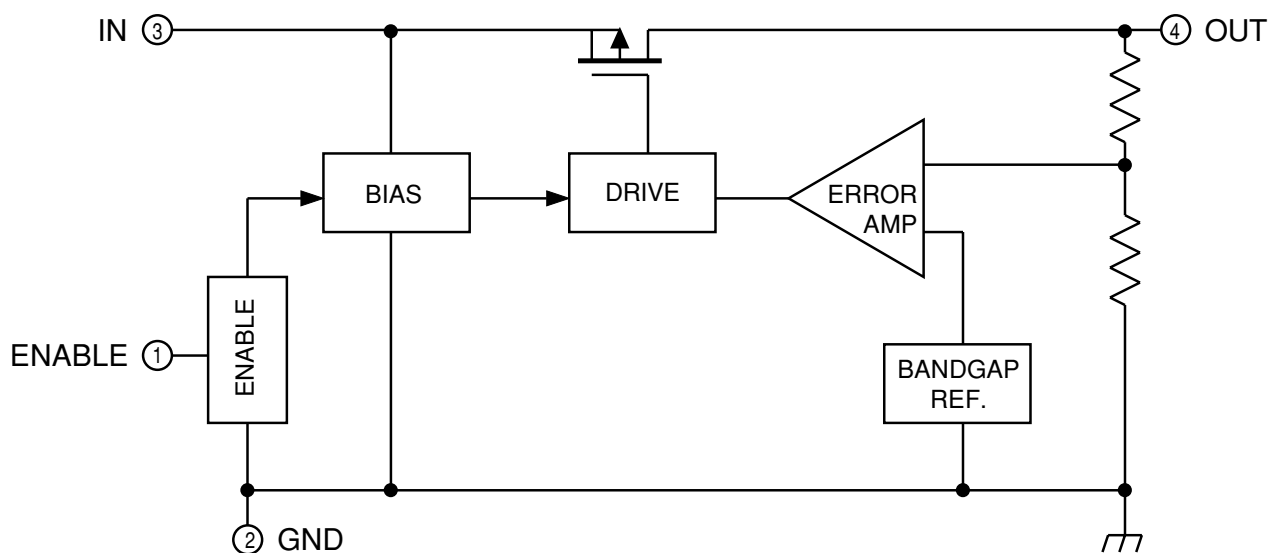 IN 3
4 OUT
BIAS
DRIVE
ERROR
AMP
ENABLE
ENABLE 1
BANDGAP
REF.
2 GND